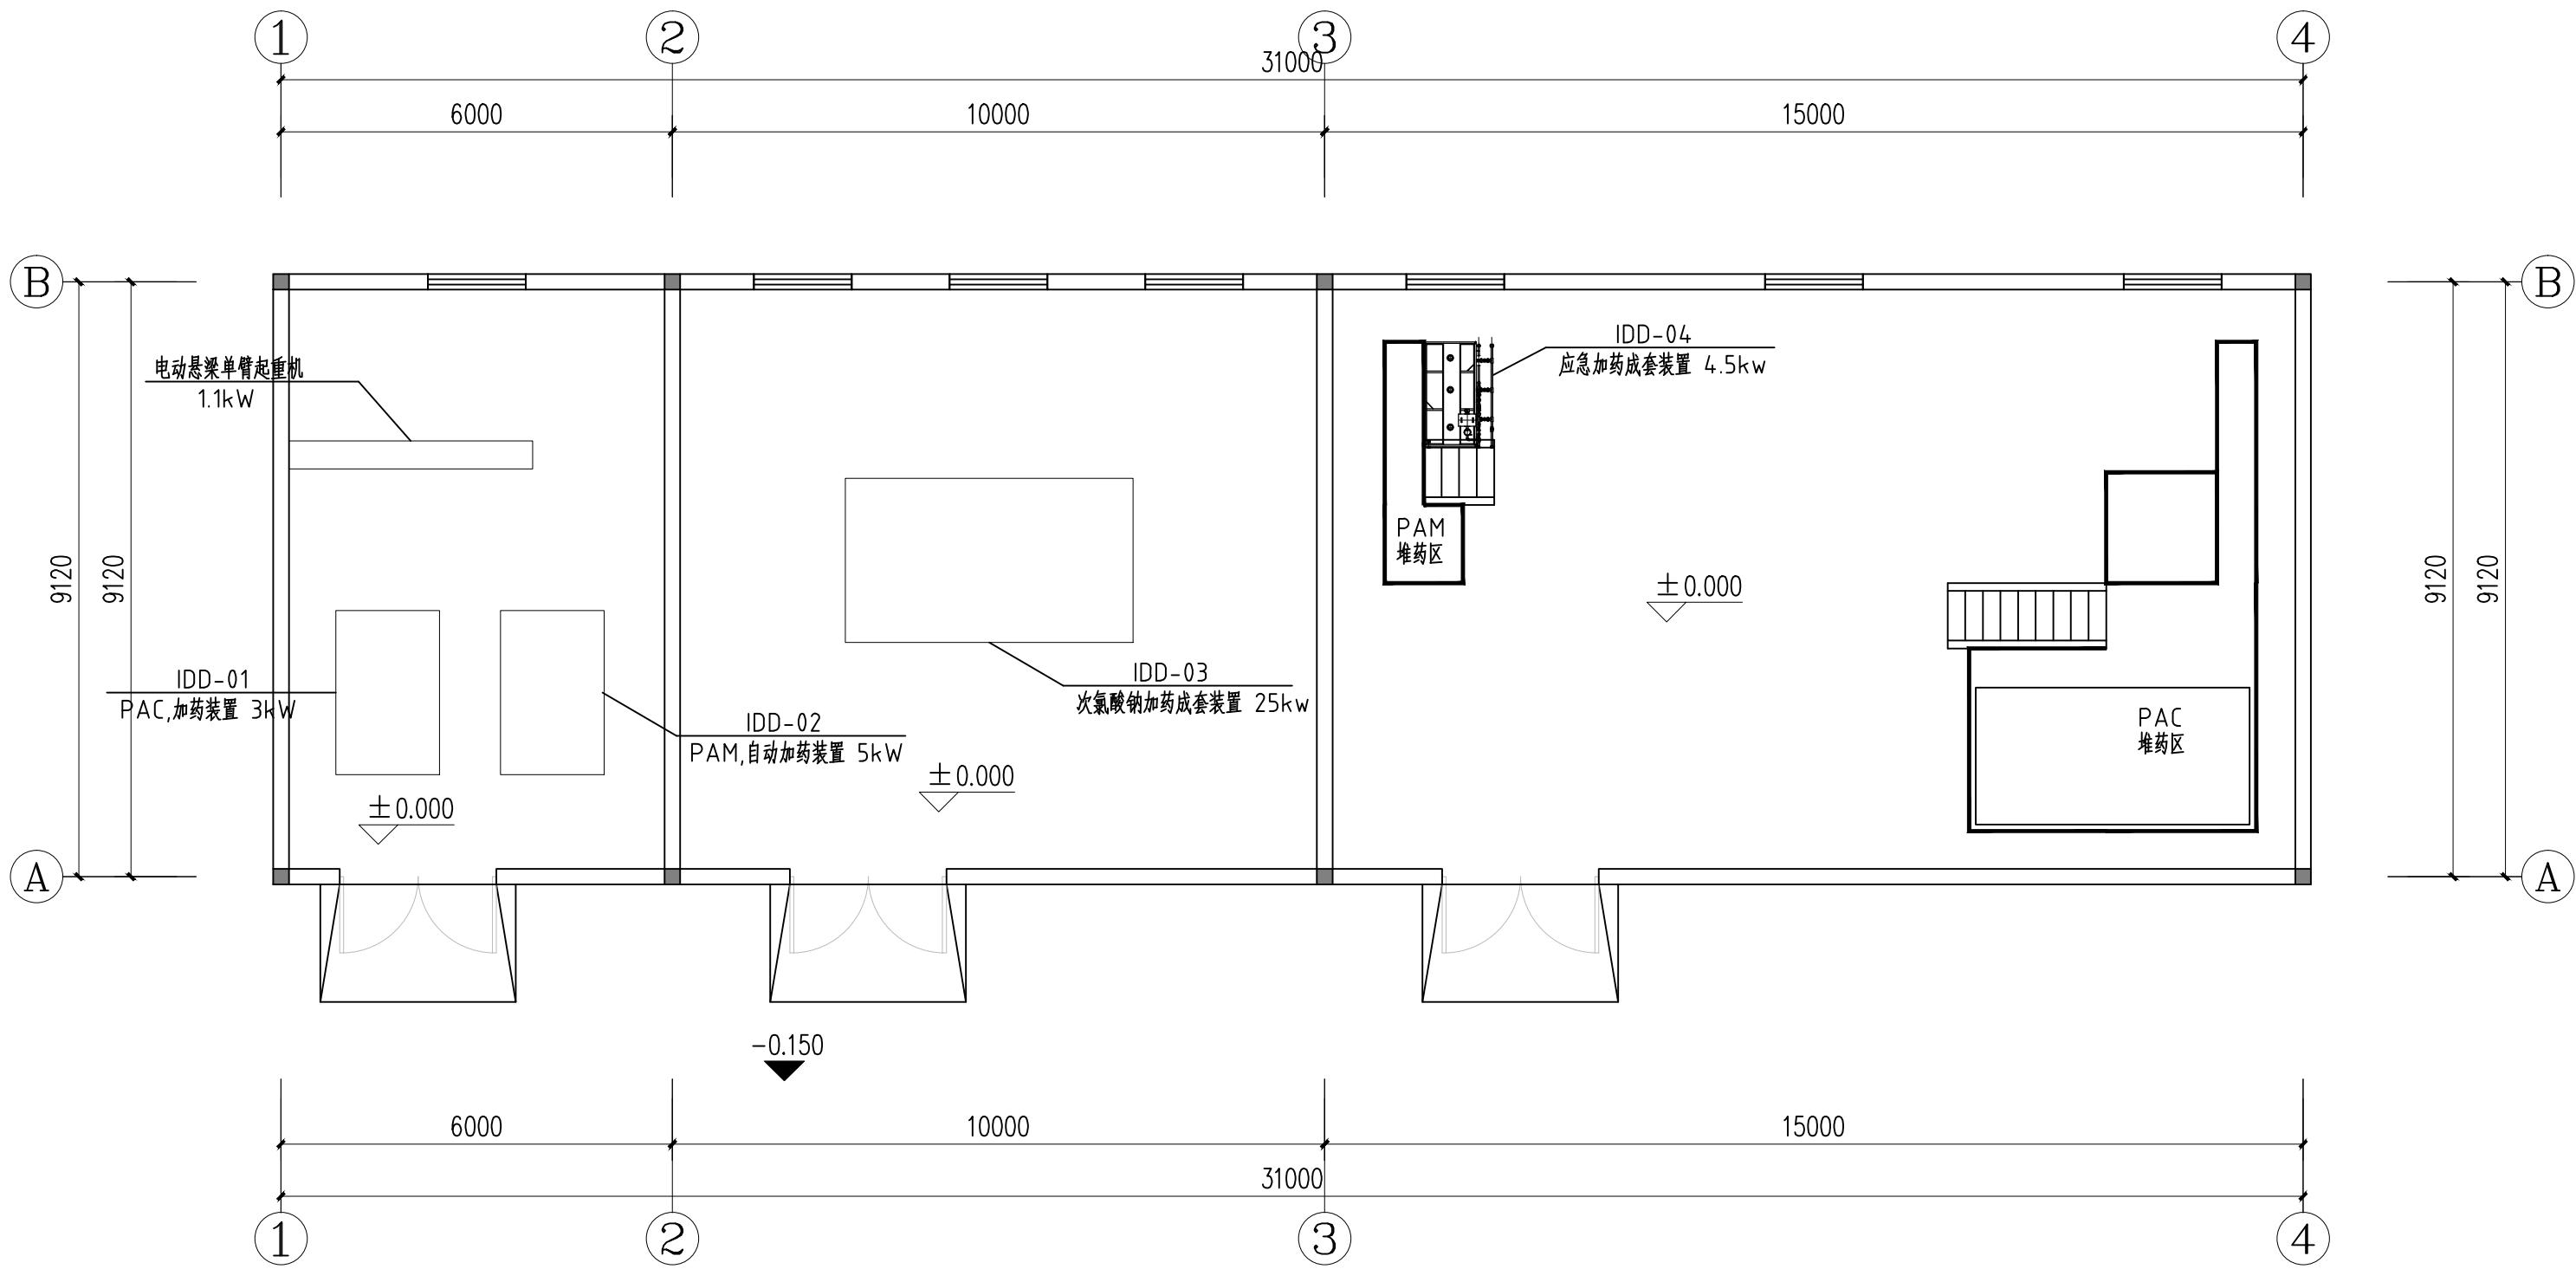 1
2
3
4
31000
6000
10000
15000
B
B
IDD-04
应急加药成套装置 4.5kw
电动悬梁单臂起重机
1.1kW
PAM
堆药区
9120
9120
±0.000
9120
9120
IDD-01
PAC,加药装置 3kW
IDD-03
次氯酸钠加药成套装置 25kw
IDD-02
PAM,自动加药装置 5kW
PAC
堆药区
±0.000
±0.000
A
A
-0.150
6000
10000
15000
31000
1
2
3
4